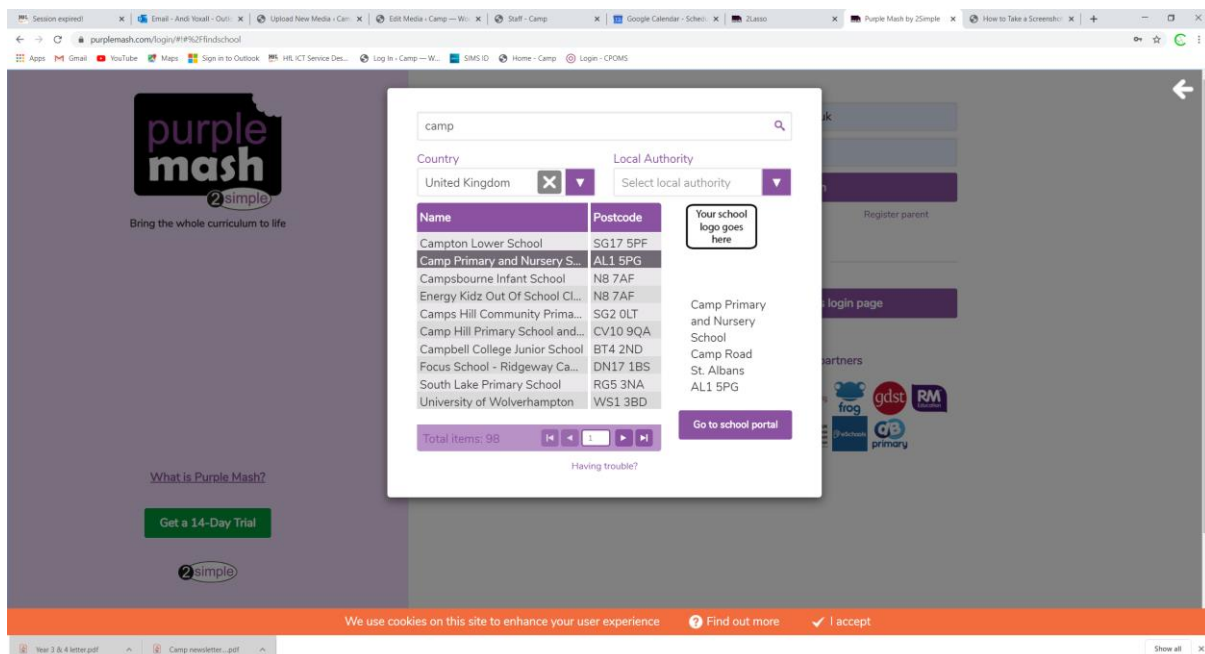 Session expired!
Email - Andi Yoxall - Outl
Upload New Media ‹ Cam
Edit Media ‹ Camp — Wo
Staff - Camp
Google Calendar - Schedu
2Lasso
Purple Mash by 2Simple
How to Take a Screenshot
purplemash.com/login/#!#%2Ffindschool
Apps
Gmail
YouTube
Maps
Sign in to Outlook
HfL ICT Service Des...
Log In ‹ Camp — W...
SIMS ID
Home - Camp
Login - CPOMS
purple
mash
2simple
Bring the whole curriculum to life
What is Purple Mash?
Get a 14-Day Trial
2simple
camp
Country
Local Authority
United Kingdom
Select local authority
Name Postcode
Campton Lower School SG17 5PF
Camp Primary and Nursery S... AL1 5PG
Campsbourne Infant School N8 7AF
Energy Kidz Out Of School Cl... N8 7AF
Camps Hill Community Prima... SG2 0LT
Camp Hill Primary School and... CV10 9QA
Campbell College Junior School BT4 2ND
Focus School - Ridgeway Ca... DN17 1BS
South Lake Primary School RG5 3NA
University of Wolverhampton WS1 3BD
Total items: 98
1
Having trouble?
Your school
logo goes
here
Camp Primary
and Nursery
School
Camp Road
St. Albans
AL1 5PG
Go to school portal
uk
Register parent
login page
partners
frog
gdst
RM
primary
We use cookies on this site to enhance your user experience
Find out more
I accept
Year 3 & 4 letter.pdf
Camp newsletter...pdf
Show all